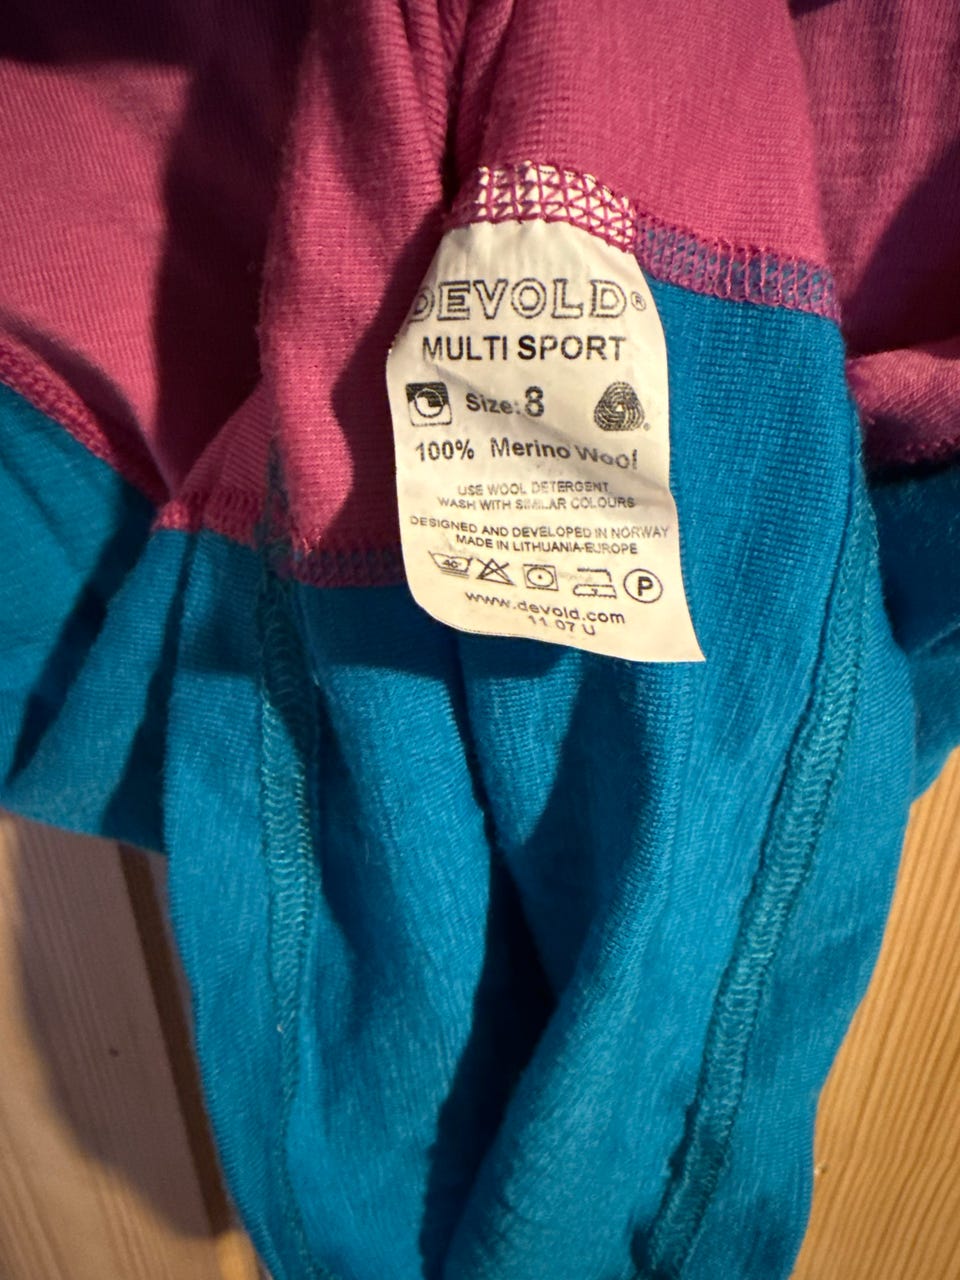 DEVOLD®
MULTI SPORT
Size: 8
100% Merino Wool
USE WOOL DETERGENT
WASH WITH SIMILAR COLOURS
DESIGNED AND DEVELOPED IN NORWAY
MADE IN LITHUANIA-EUROPE
40° P
www.devold.com
11 07 U